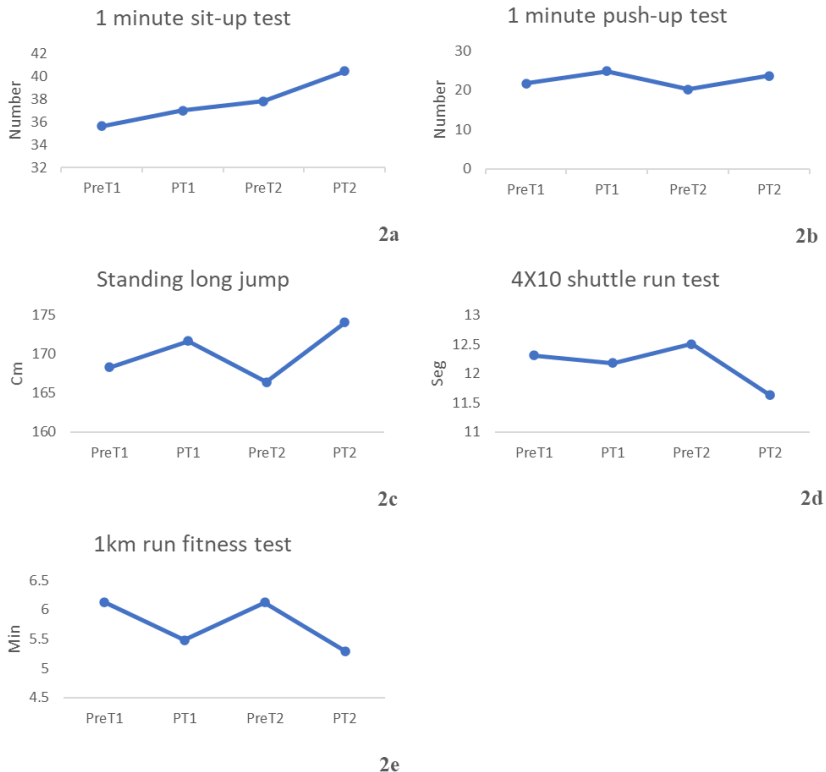 1 minute sit-up test
Number
42
40
38
36
34
32
PreT1 PT1 PreT2 PT2
2a
1 minute push-up test
Number
30
20
10
0
PreT1 PT1 PreT2 PT2
2b
Standing long jump
Cm
175
170
165
160
PreT1 PT1 PreT2 PT2
2c
4X10 shuttle run test
Seg
13
12.5
12
11.5
11
PreT1 PT1 PreT2 PT2
2d
1km run fitness test
Min
6.5
6
5.5
5
4.5
PreT1 PT1 PreT2 PT2
2e